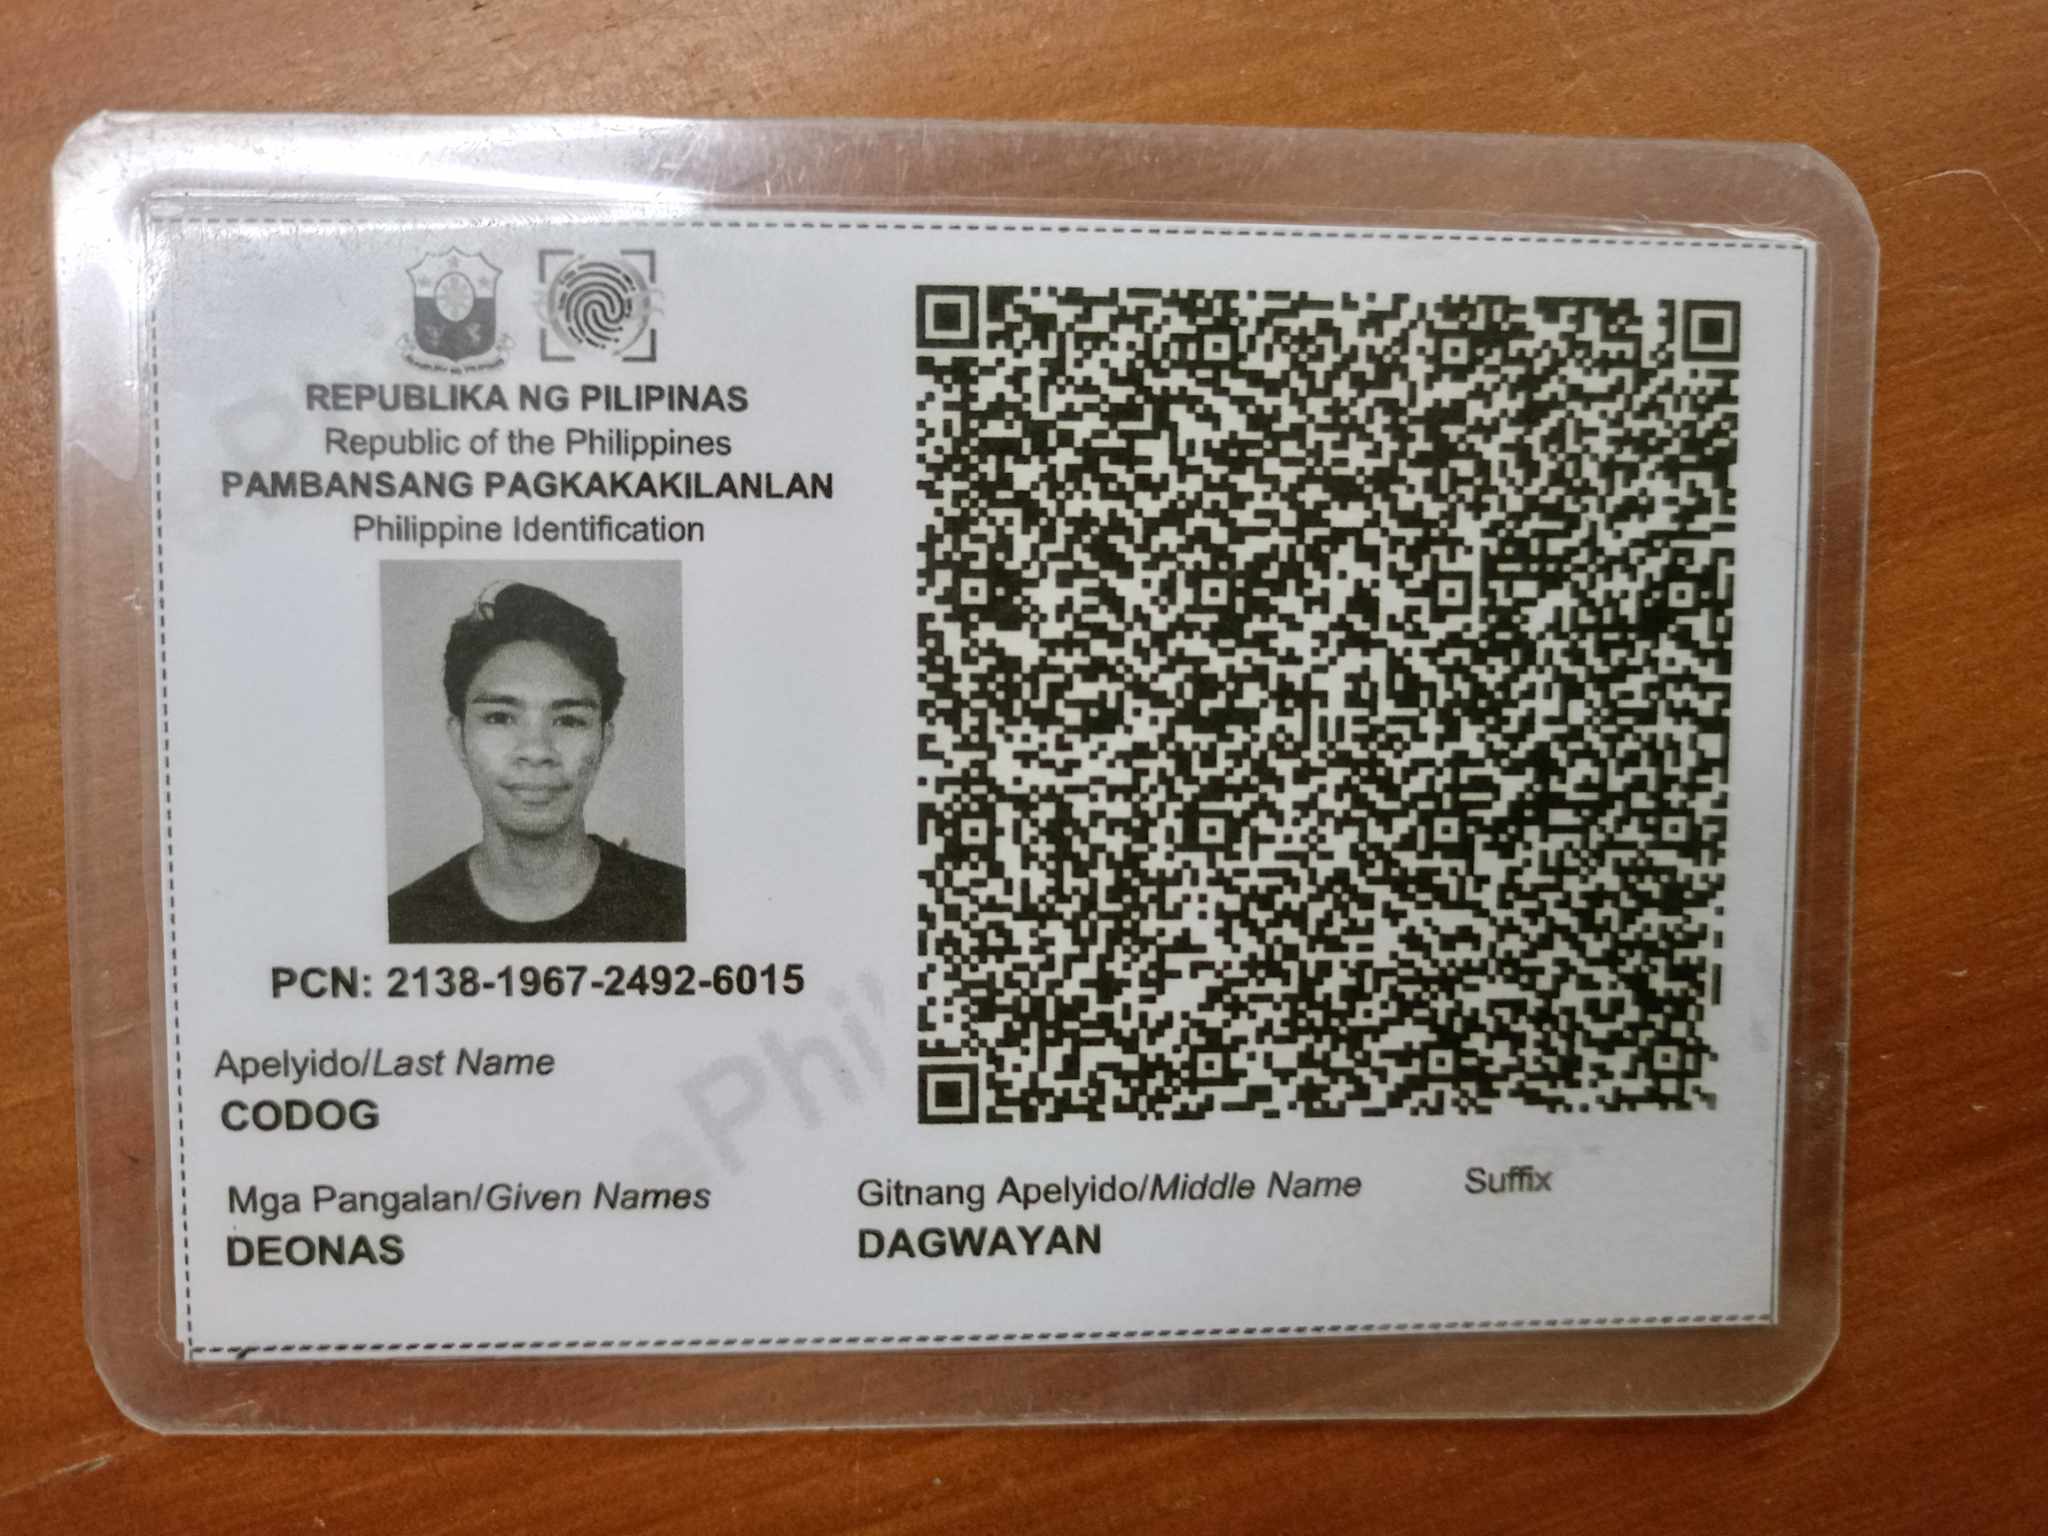 REPUBLIKA NG PILIPINAS
Republic of the Philippines
PAMBANSANG PAGKAKAKILANLAN
Philippine Identification
PCN: 2138-1967-2492-6015
Apelyido/Last Name
CODOG
Mga Pangalan/Given Names
DEONAS
Gitnang Apelyido/Middle Name
DAGWAYAN
Suffix
ePhil